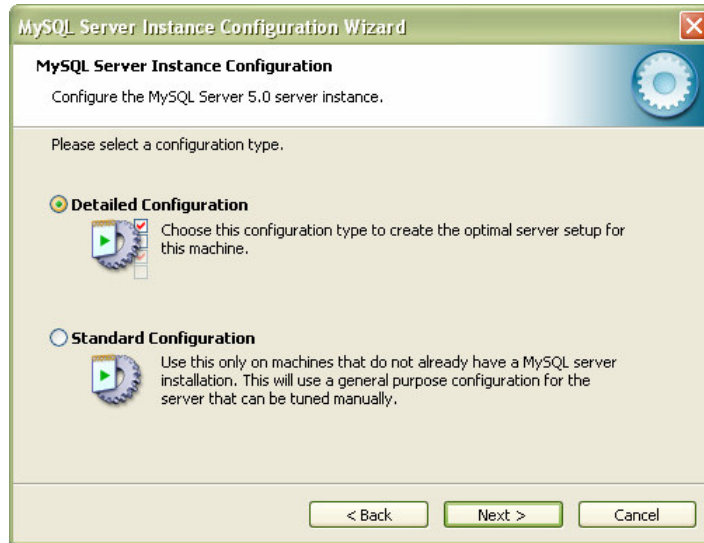 MySQL Server Instance Configuration Wizard
MySQL Server Instance Configuration
Configure the MySQL Server 5.0 server instance.
Please select a configuration type.
Detailed Configuration
Choose this configuration type to create the optimal server setup for
this machine.
Standard Configuration
Use this only on machines that do not already have a MySQL server
installation. This will use a general purpose configuration for the
server that can be tuned manually.
< Back
Next >
Cancel